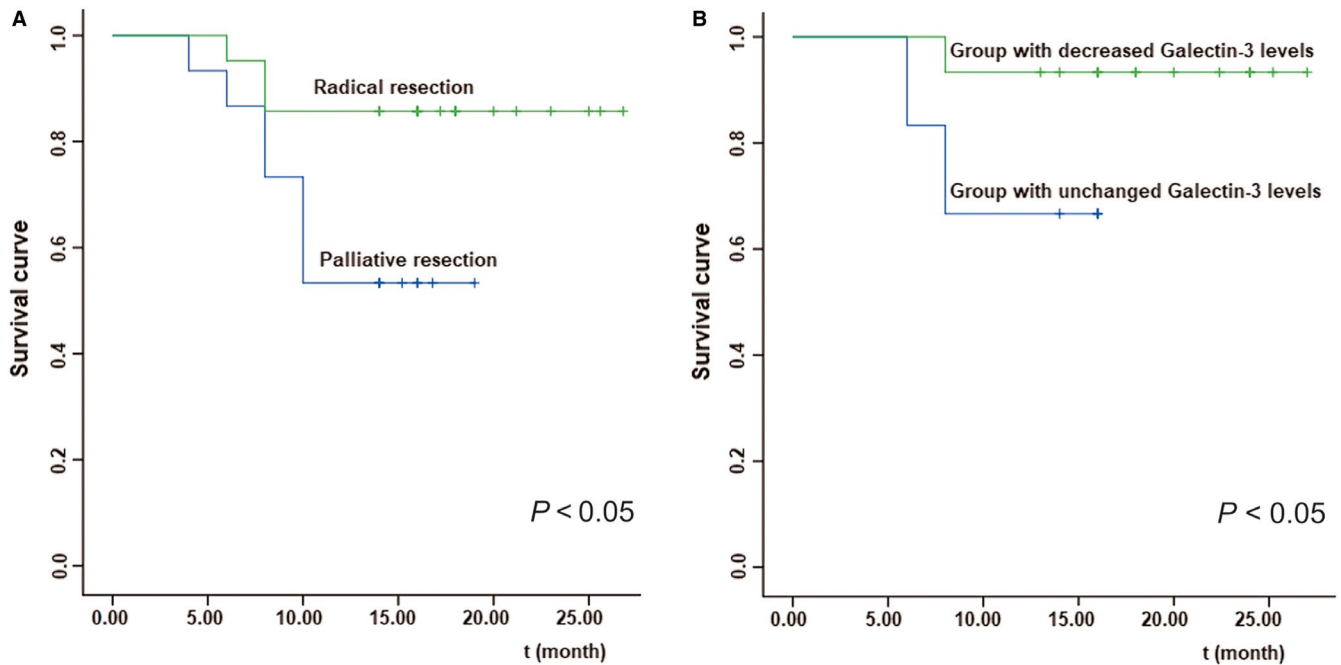 A
Survival curve
1.0
0.8
0.6
0.4
0.2
0.0
Radical resection
Palliative resection
P < 0.05
0.00 5.00 10.00 15.00 20.00 25.00
t (month)
B
Survival curve
1.0
0.8
0.6
0.4
0.2
0.0
Group with decreased Galectin-3 levels
Group with unchanged Galectin-3 levels
P < 0.05
0.00 5.00 10.00 15.00 20.00 25.00
t (month)